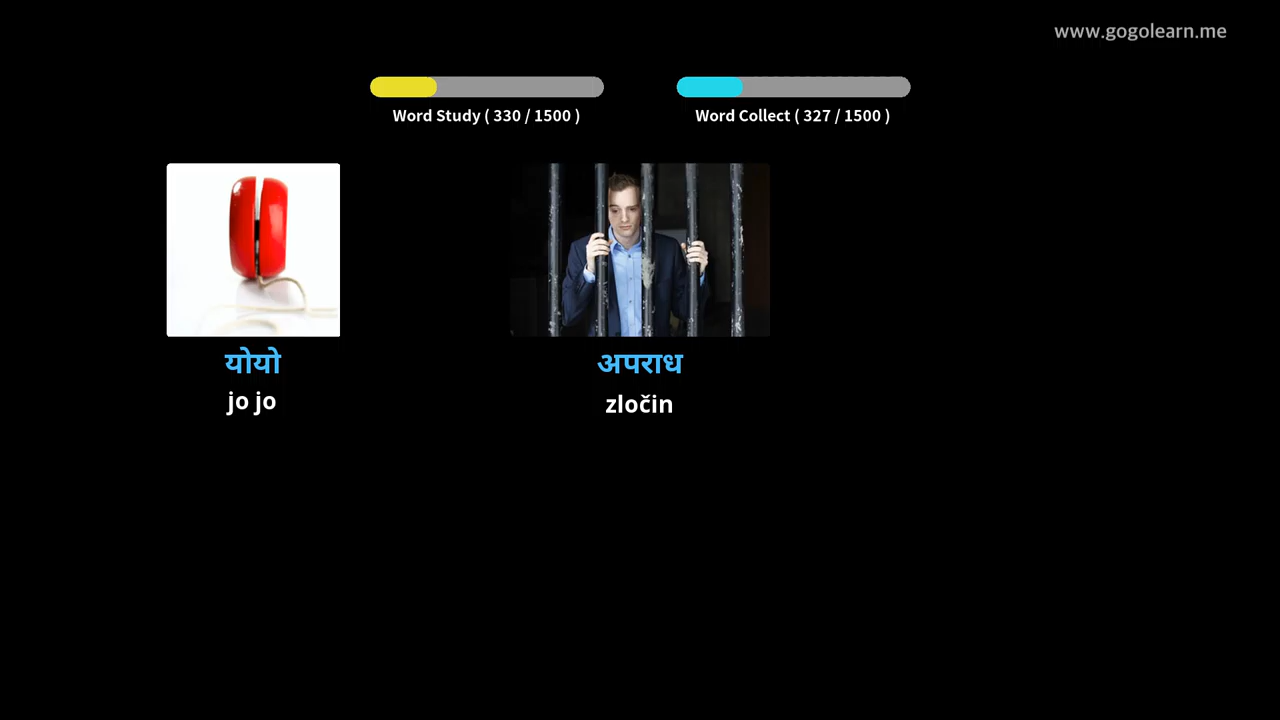 www.gogolearn.me
Word Study ( 330 / 1500 )
Word Collect ( 327 / 1500 )
योयो
jo jo
अपराध
zločin